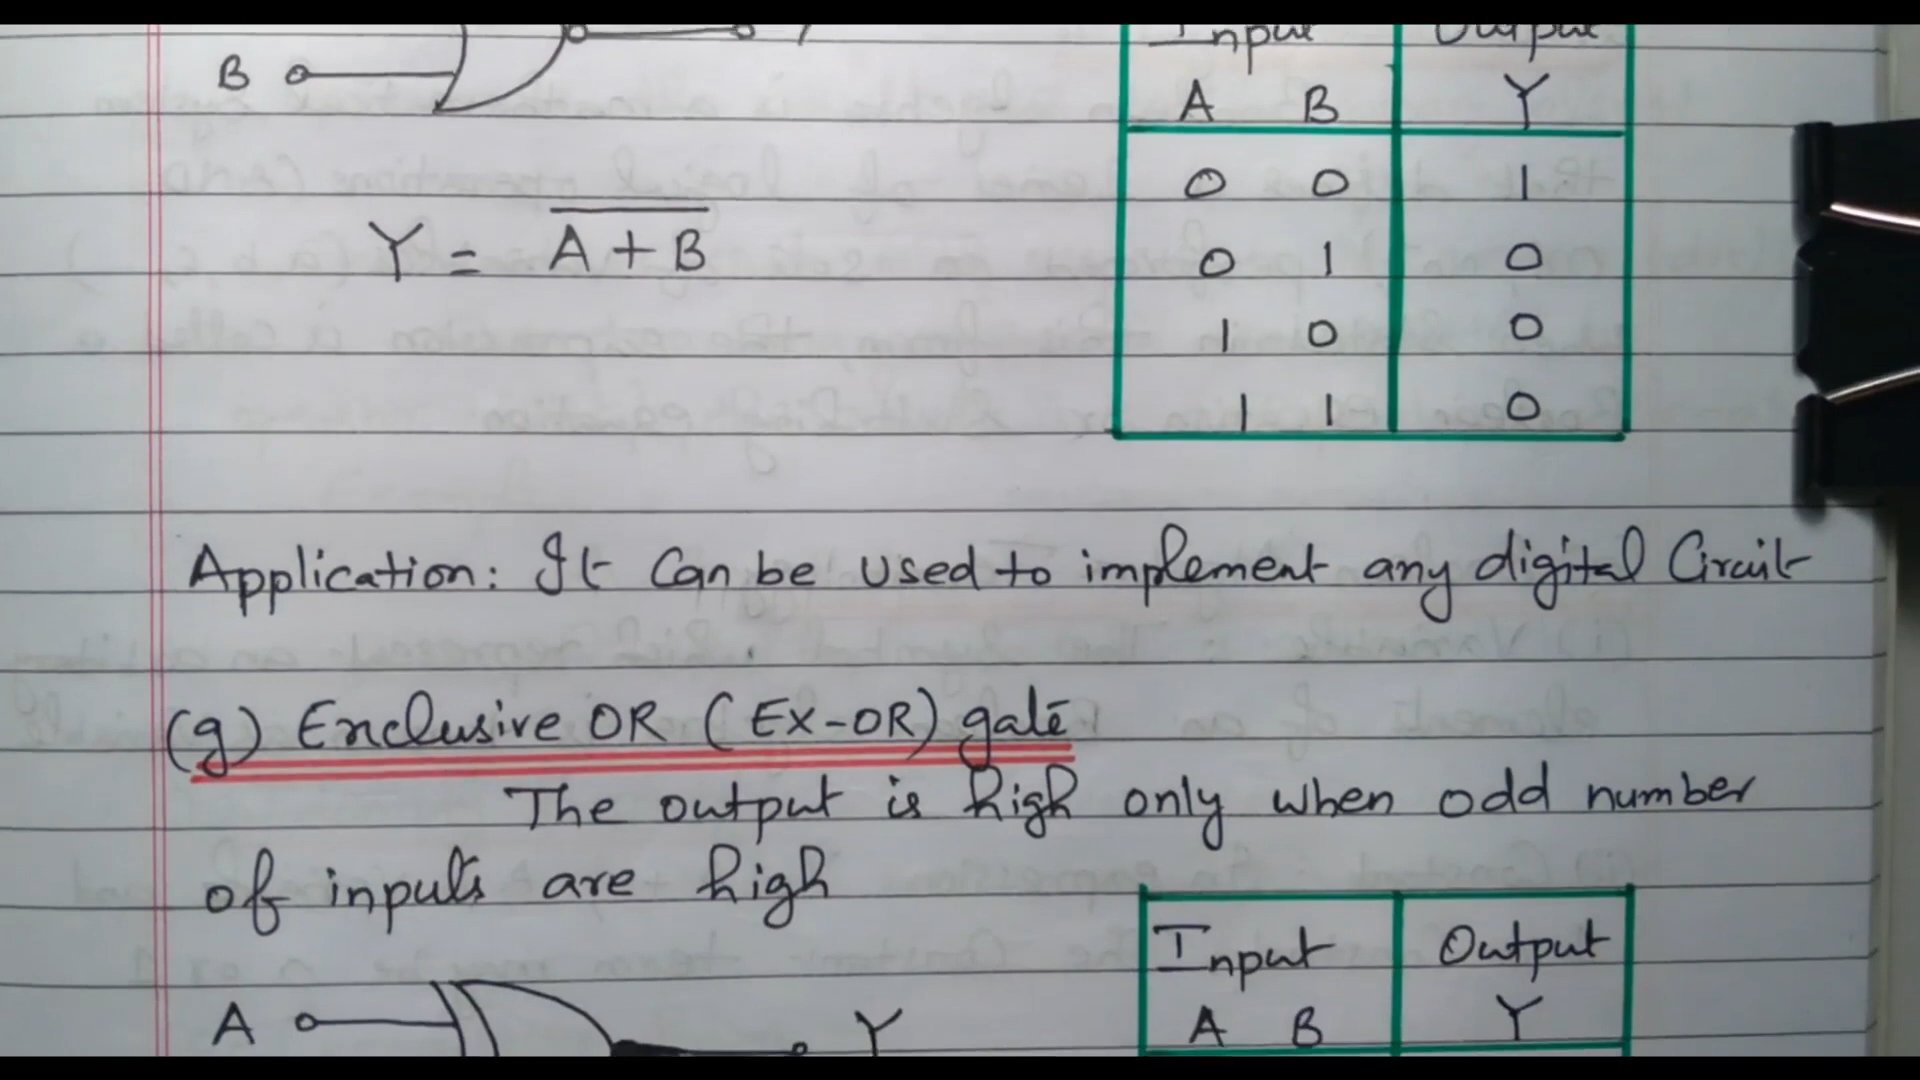 Input Output
B
A B Y
0 0 1
Y = \overline{A + B}
0 1 0
1 0 0
1 1 0
Application: It Can be used to implement any digital Circuit
(g) Exclusive OR (EX-OR) gate
The output is high only when odd number
of inputs are high
Input Output
A Y
A B Y